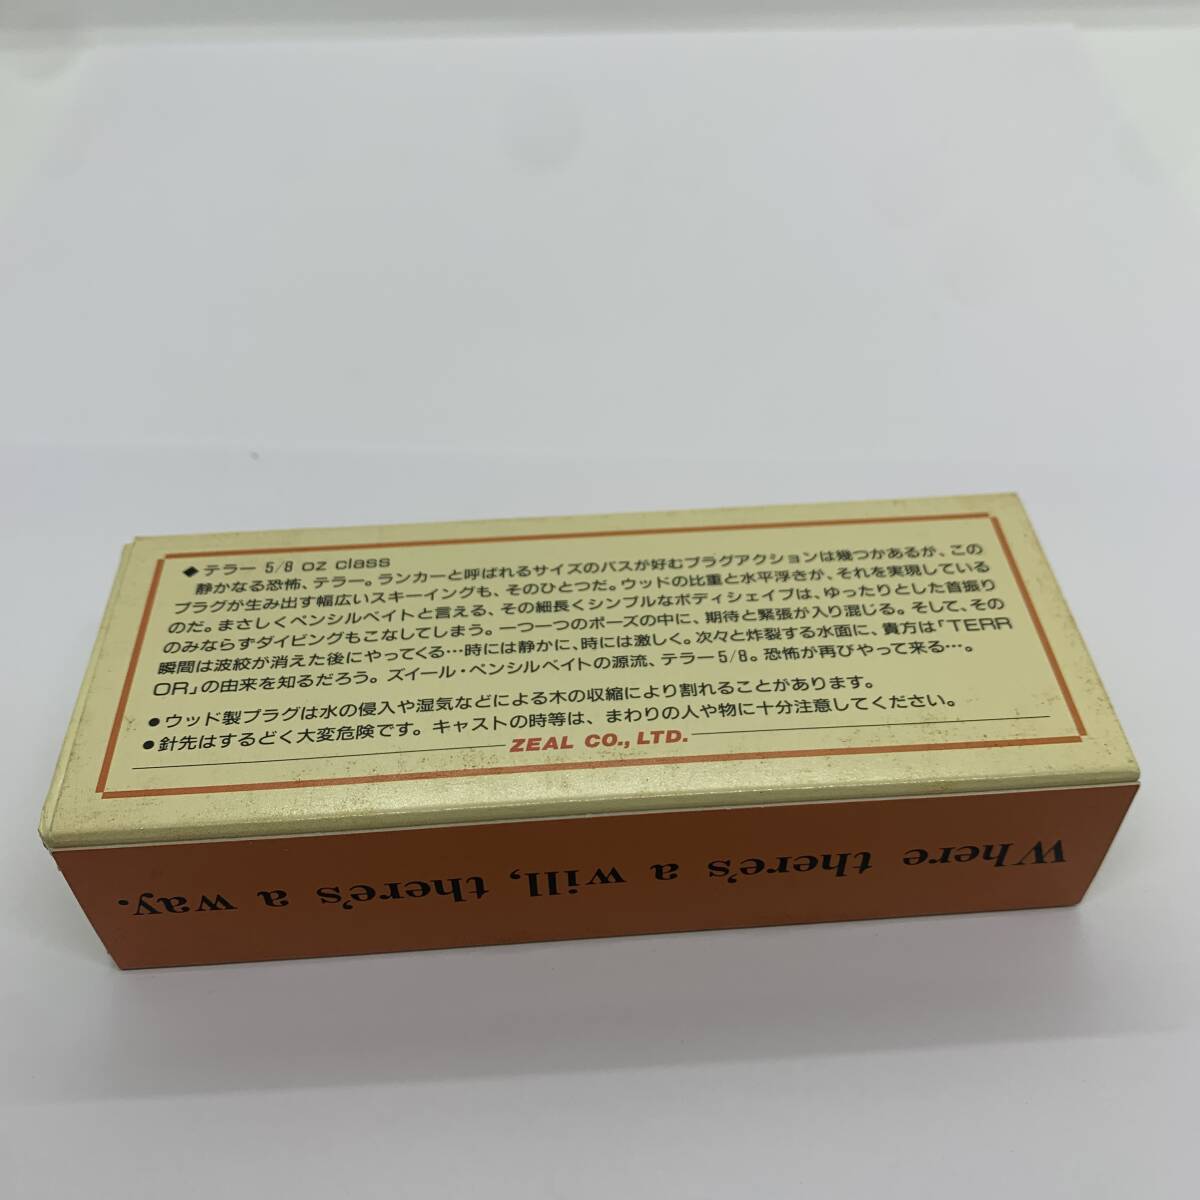 ◆テラー 5/8 oz class
静かなる恐怖、テラー。ランカーと呼ばれるサイズのバスが好むプラグアクションは幾つかあるが、この
プラグが生み出す幅広いスキーイングも、そのひとつだ。ウッドの比重と水平浮きが、それを実現している
のだ。まさしくペンシルベイトと言える、その細長くシンプルなボディシェイプは、ゆったりとした首振り
のみならずダイビングもこなしてしまう。一つ一つのポーズの中に、期待と緊張が入り混じる。そして、その
瞬間は波紋が消えた後にやってくる…時には静かに、時には激しく。次々と炸裂する水面に、貴方は「TERR
OR」の由来を知るだろう。ズイール・ペンシルベイトの源流、テラー5/8。恐怖が再びやって来る…。
●ウッド製プラグは水の侵入や湿気などによる木の収縮により割れることがあります。
●針先はするどく大変危険です。キャストの時等は、まわりの人や物に十分注意してください。
ZEAL CO., LTD.
Where there's a will, there's a way.